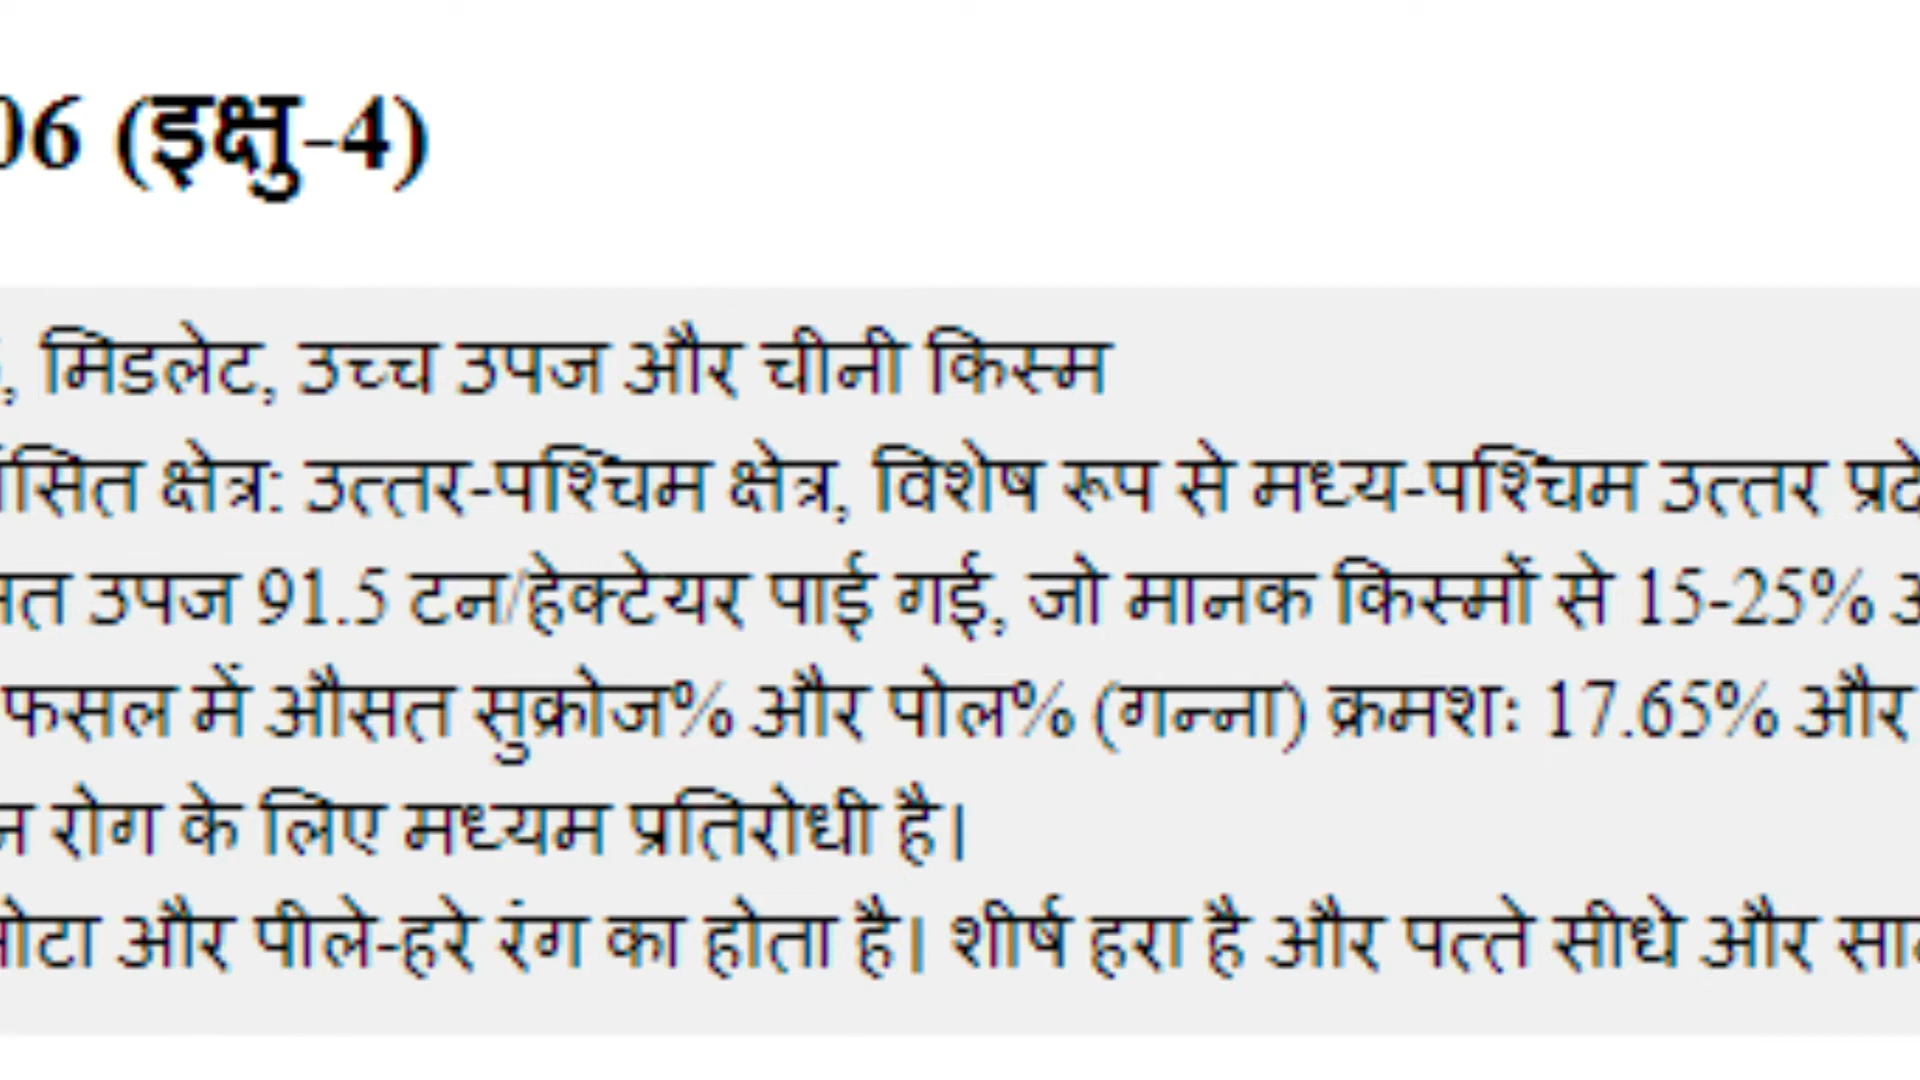 06 (इक्षु-4)
मिडलेट, उच्च उपज और चीनी किस्म
क्षेत्र: उत्तर-पश्चिम क्षेत्र, विशेष रूप से मध्य-पश्चिम उत्तर
उपज 91.5 टन/हेक्टेयर पाई गई, जो मानक किस्मों से 15-25%
फसल में औसत सुक्रोज% और पोल% (गन्ना) क्रमशः 17.65% और
रोग के लिए मध्यम प्रतिरोधी है।
और पीले-हरे रंग का होता है। शीर्ष हरा है और पत्ते सीधे और